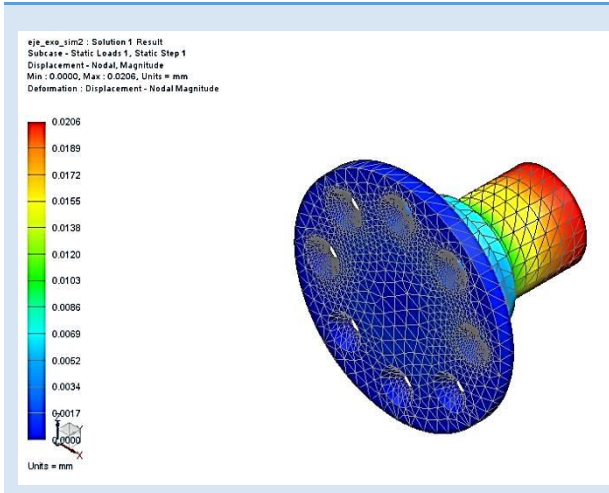 eje_exo_sim2 : Solution 1 Result
Subcase - Static Loads 1, Static Step 1
Displacement - Nodal, Magnitude
Min : 0.0000, Max : 0.0206, Units = mm
Deformation : Displacement - Nodal Magnitude
0.0206
0.0189
0.0172
0.0155
0.0138
0.0120
0.0103
0.0086
0.0069
0.0052
0.0034
0.0017
0.0000
Z
Y
X
Units = mm